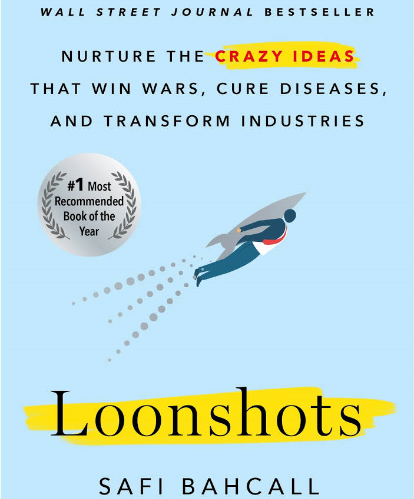 WALL STREET JOURNAL BESTSELLER
NURTURE THE CRAZY IDEAS
THAT WIN WARS, CURE DISEASES,
AND TRANSFORM INDUSTRIES
#1 Most
Recommended
Book of the
Year
Loonshots
SAFI BAHCALL